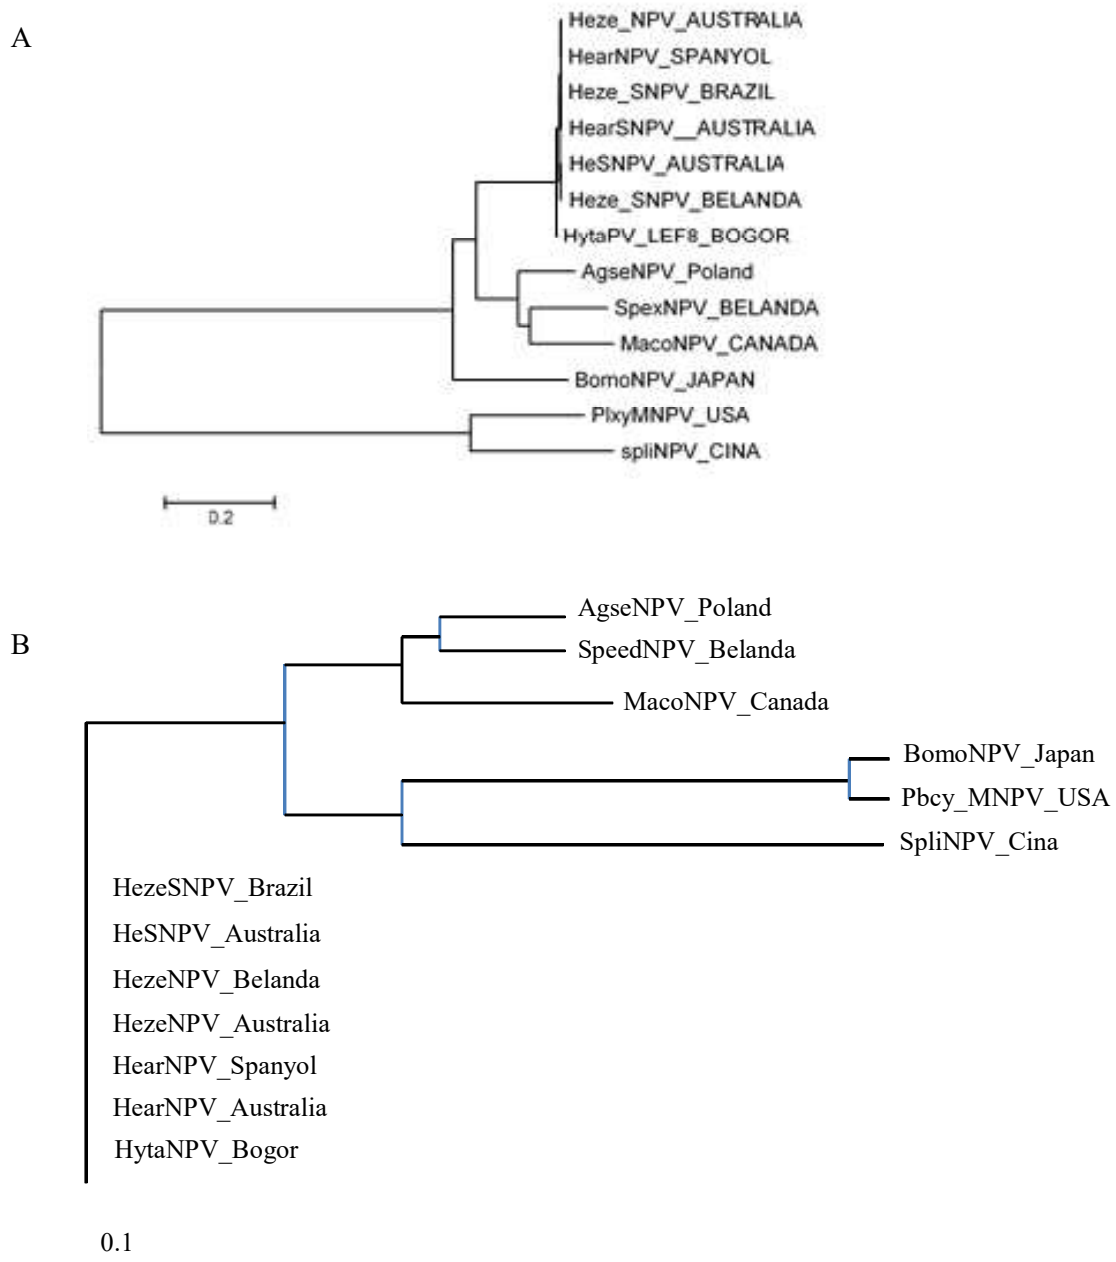 A
Heze_NPV_AUSTRALIA
HearNPV_SPANYOL
Heze_SNPV_BRAZIL
HearSNPV__AUSTRALIA
HeSNPV_AUSTRALIA
Heze_SNPV_BELANDA
HytaPV_LEF8_BOGOR
AgseNPV_Poland
SpexNPV_BELANDA
MacoNPV_CANADA
BomoNPV_JAPAN
PlxyMNPV_USA
spliNPV_CINA
0.2
B
AgseNPV_Poland
SpeedNPV_Belanda
MacoNPV_Canada
BomoNPV_Japan
Pbcy_MNPV_USA
SpliNPV_Cina
HezeSNPV_Brazil
HeSNPV_Australia
HezeNPV_Belanda
HezeNPV_Australia
HearNPV_Spanyol
HearNPV_Australia
HytaNPV_Bogor
0.1